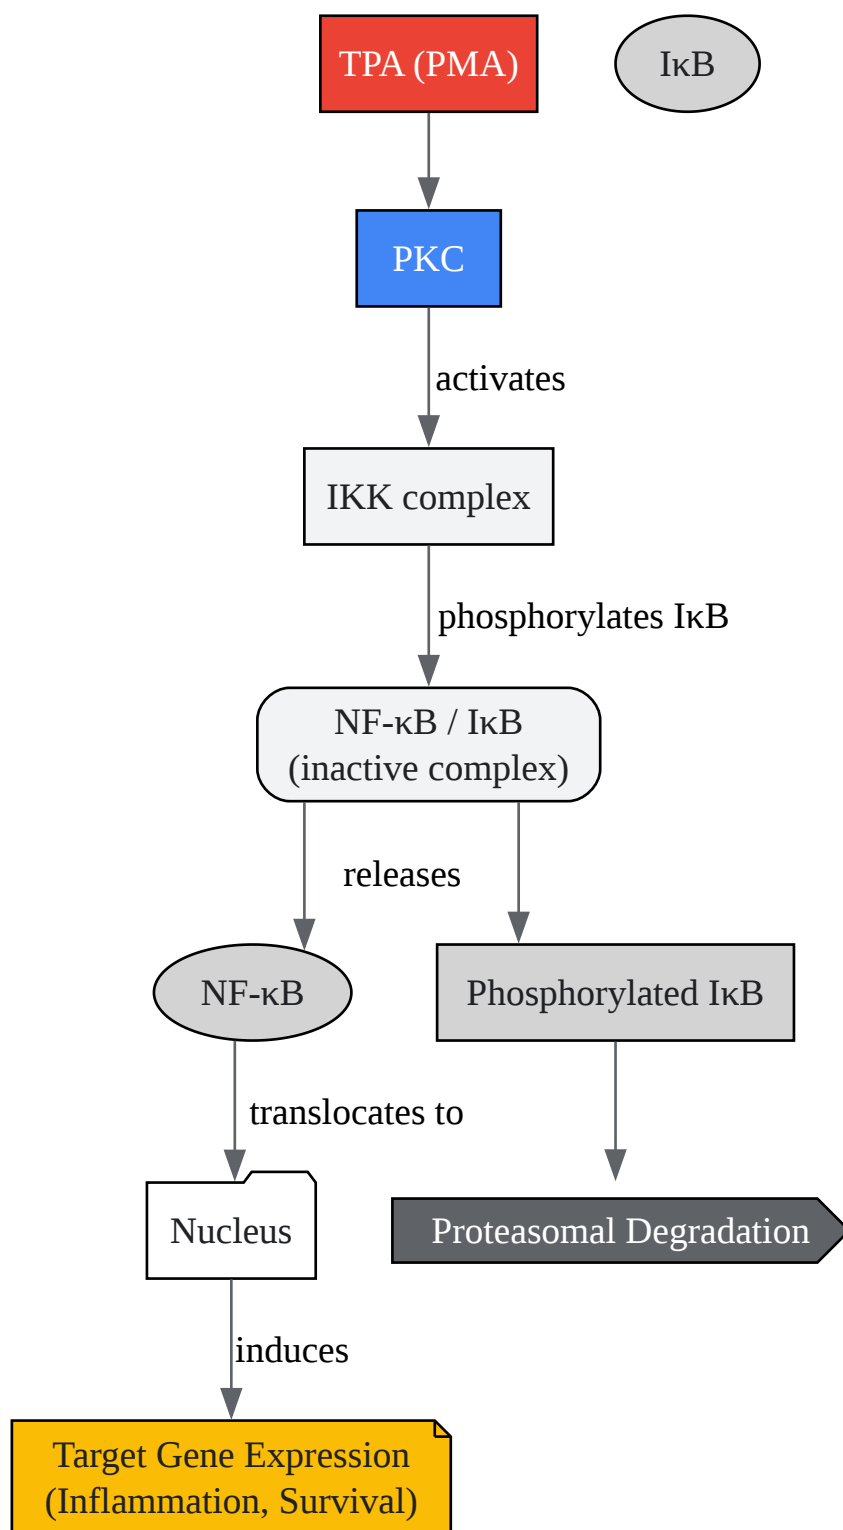 TPA (PMA)
IκB
PKC
activates
IKK complex
phosphorylates IκB
NF-κB / IκB
(inactive complex)
releases
NF-κB
Phosphorylated IκB
translocates to
Nucleus
Proteasomal Degradation
induces
Target Gene Expression
(Inflammation, Survival)